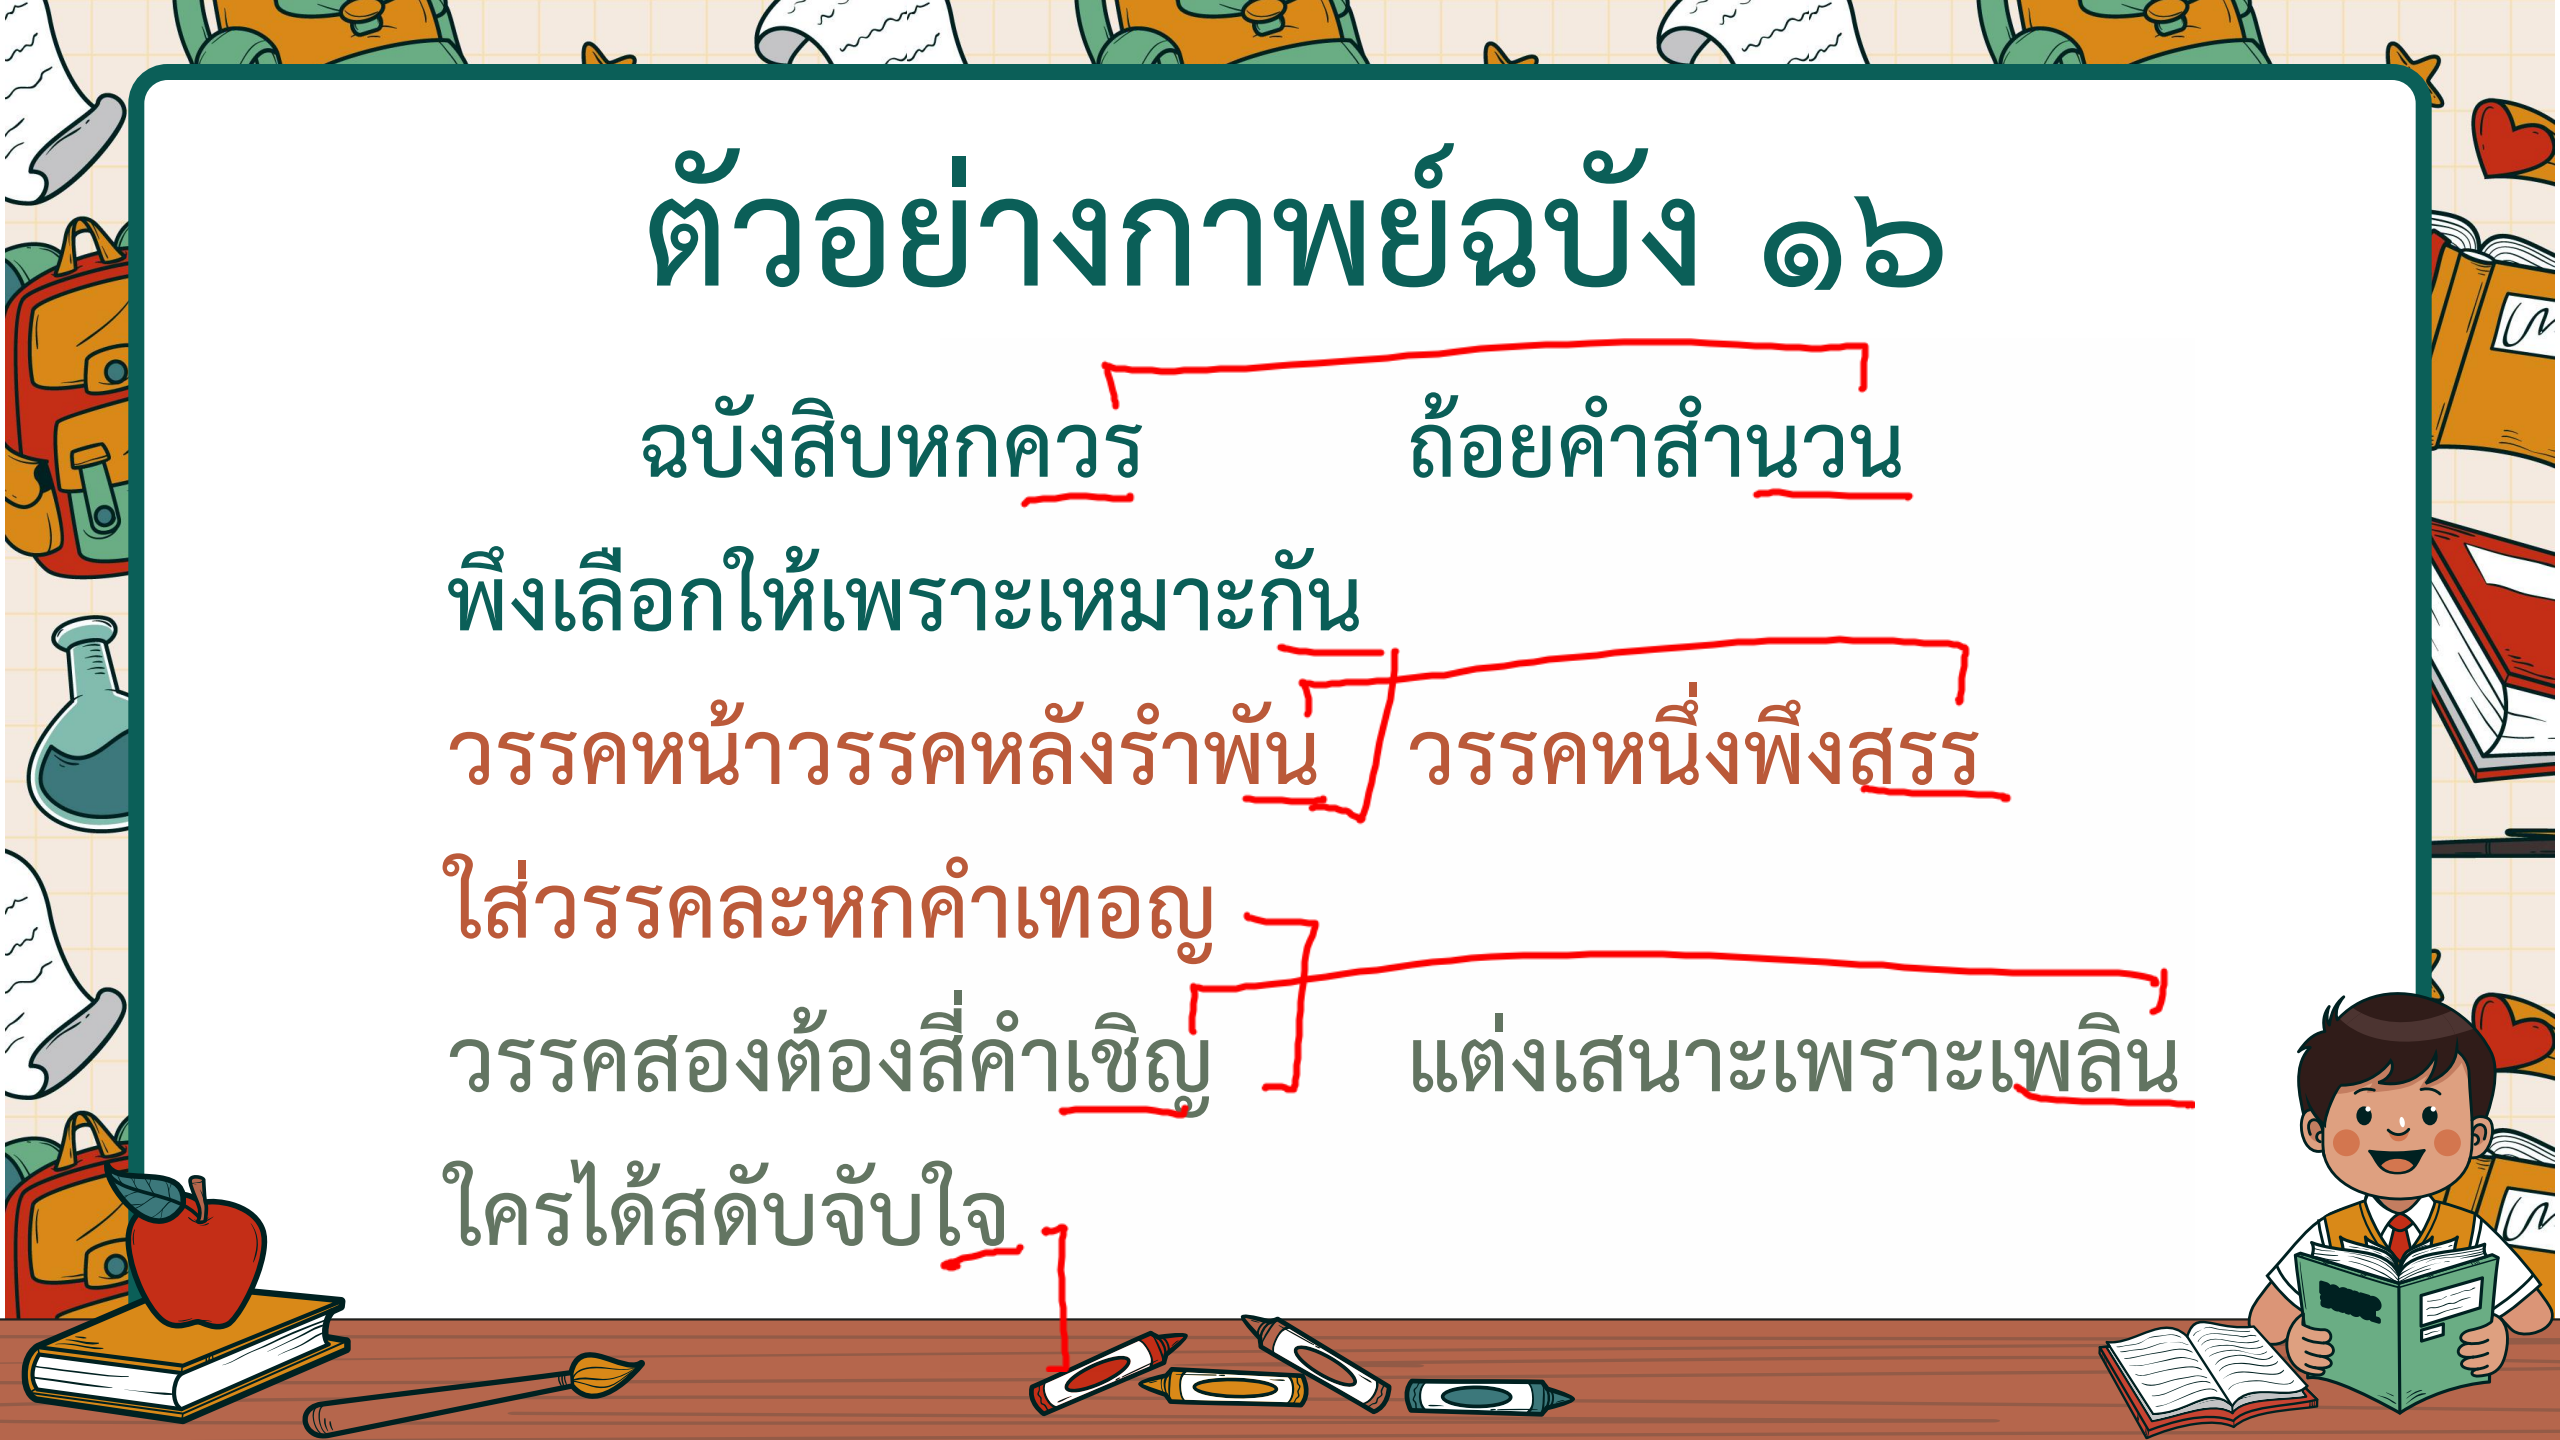 ตัวอย่างกาพย์ฉบัง ๑๖
ฉบังสิบหกควร ถ้อยคำสำนวน
พึงเลือกให้เพราะเหมาะกัน
วรรคหน้าวรรคหลังรำพัน วรรคหนึ่งพึงสรร
ใส่วรรคละหกคำเทอญ
วรรคสองต้องสี่คำเชิญ แต่งเสนาะเพราะเพลิน
ใครได้สดับจับใจ